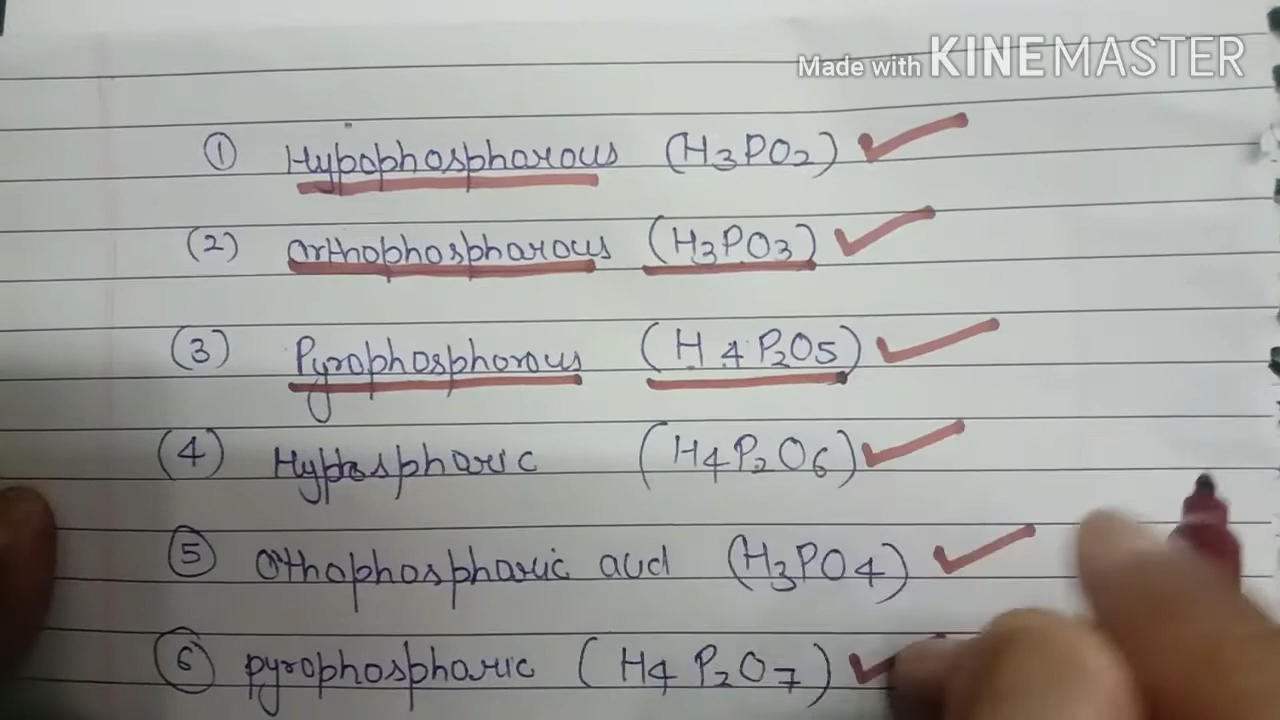 Made with KINEMASTER
① Hypophosphorous (H3PO2) ✓
(2) Orthophosphorous (H3PO3) ✓
(3) Pyrophosphorous (H4P2O5) ✓
(4) (H4P2O6) ✓
⑤ Orthophosphoric acid (H3PO4) ✓
⑥ pyrophosphoric (H4P2O7) ✓